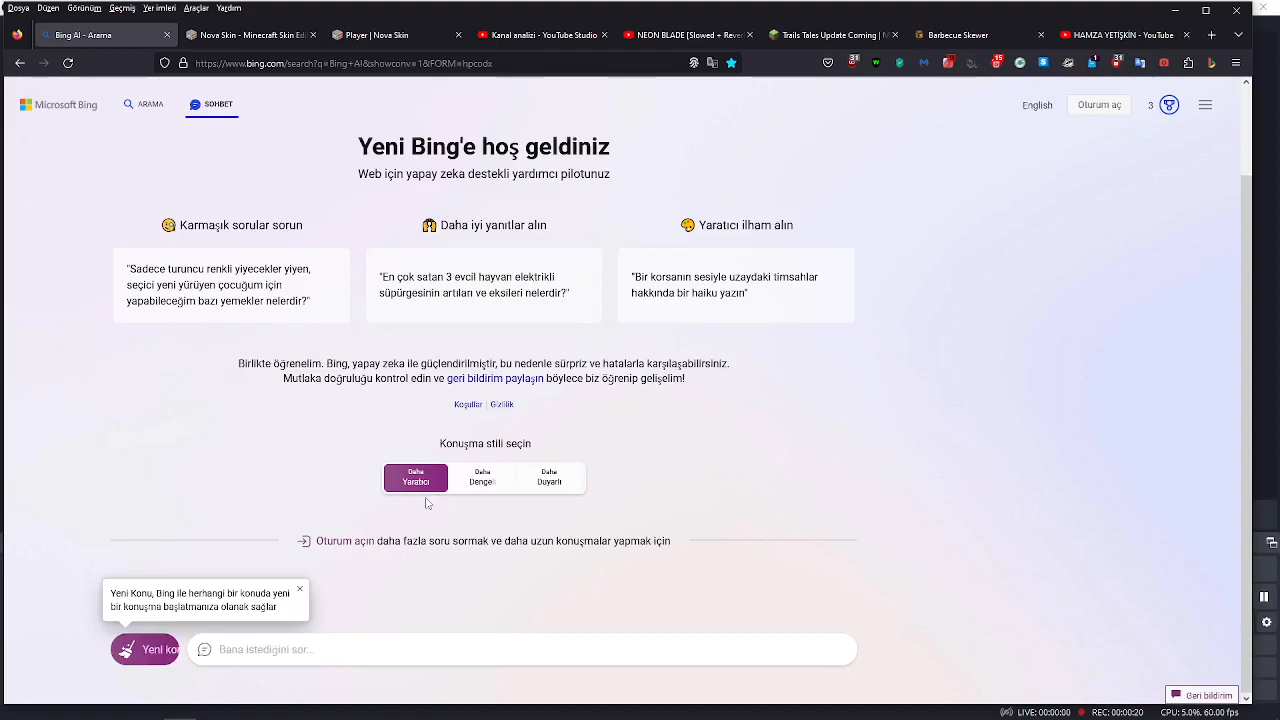 Dosya Düzen Görünüm Geçmiş Yer imleri Araçlar Yardım
Bing AI - Arama
Nova Skin - Minecraft Skin Edi
Player | Nova Skin
Kanal analizi - YouTube Studio
NEON BLADE [Slowed + Rever
Trails Tales Update Coming | M
Barbecue Skewer
HAMZA YETİŞKİN - YouTube
https://www.bing.com/search?q=Bing+AI&showconv=1&FORM=hpcodx
Microsoft Bing
ARAMA
SOHBET
English
Oturum aç
3
Yeni Bing'e hoş geldiniz
Web için yapay zeka destekli yardımcı pilotunuz
Karmaşık sorular sorun
Daha iyi yanıtlar alın
Yaratıcı ilham alın
"Sadece turuncu renkli yiyecekler yiyen,
seçici yeni yürüyen çocuğum için
yapabileceğim bazı yemekler nelerdir?"
"En çok satan 3 evcil hayvan elektrikli
süpürgesinin artıları ve eksileri nelerdir?"
"Bir korsanın sesiyle uzaydaki timsahlar
hakkında bir haiku yazın"
Birlikte öğrenelim. Bing, yapay zeka ile güçlendirilmiştir, bu nedenle sürpriz ve hatalarla karşılaşabilirsiniz.
Mutlaka doğruluğu kontrol edin ve geri bildirim paylaşın böylece biz öğrenip gelişelim!
Koşullar Gizlilik
Konuşma stili seçin
Daha
Yaratıcı
Daha
Dengeli
Daha
Duyarlı
Oturum açın daha fazla soru sormak ve daha uzun konuşmalar yapmak için
Yeni Konu, Bing ile herhangi bir konuda yeni
bir konuşma başlatmanıza olanak sağlar
Yeni kon
Bana istediğini sor...
Geri bildirim
LIVE: 00:00:00 REC: 00:00:20 CPU: 5.0%, 60.00 fps